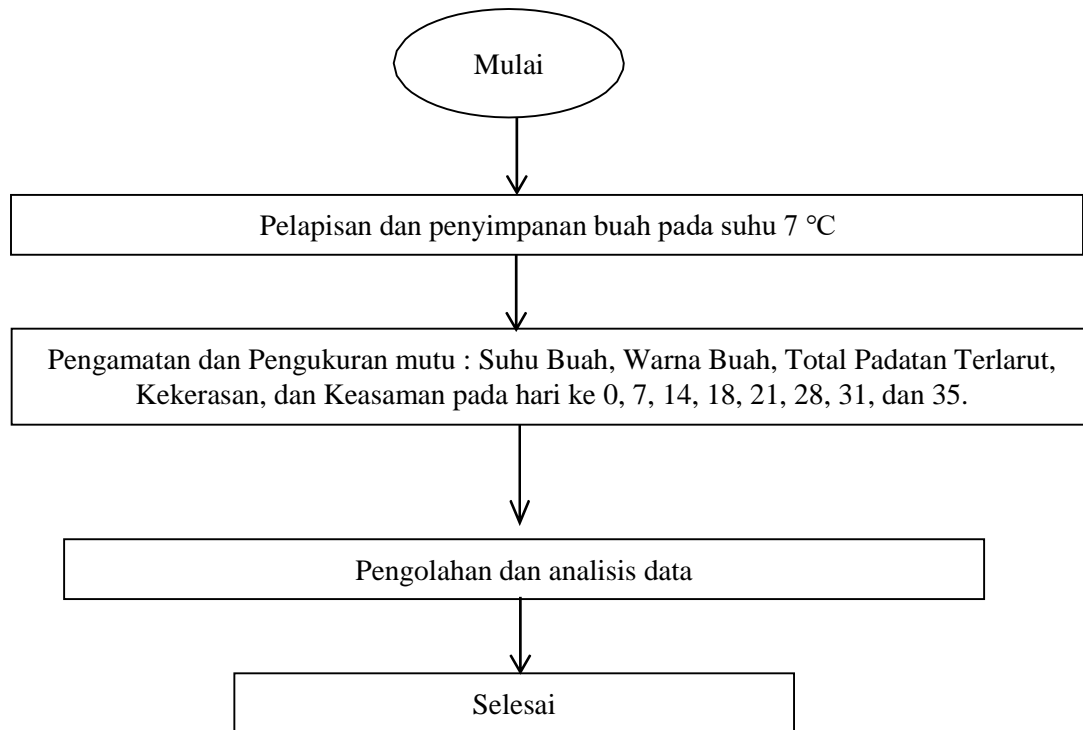 Mulai
Pelapisan dan penyimpanan buah pada suhu 7 ℃
Pengamatan dan Pengukuran mutu : Suhu Buah, Warna Buah, Total Padatan Terlarut,
Kekerasan, dan Keasaman pada hari ke 0, 7, 14, 18, 21, 28, 31, dan 35.
Pengolahan dan analisis data
Selesai